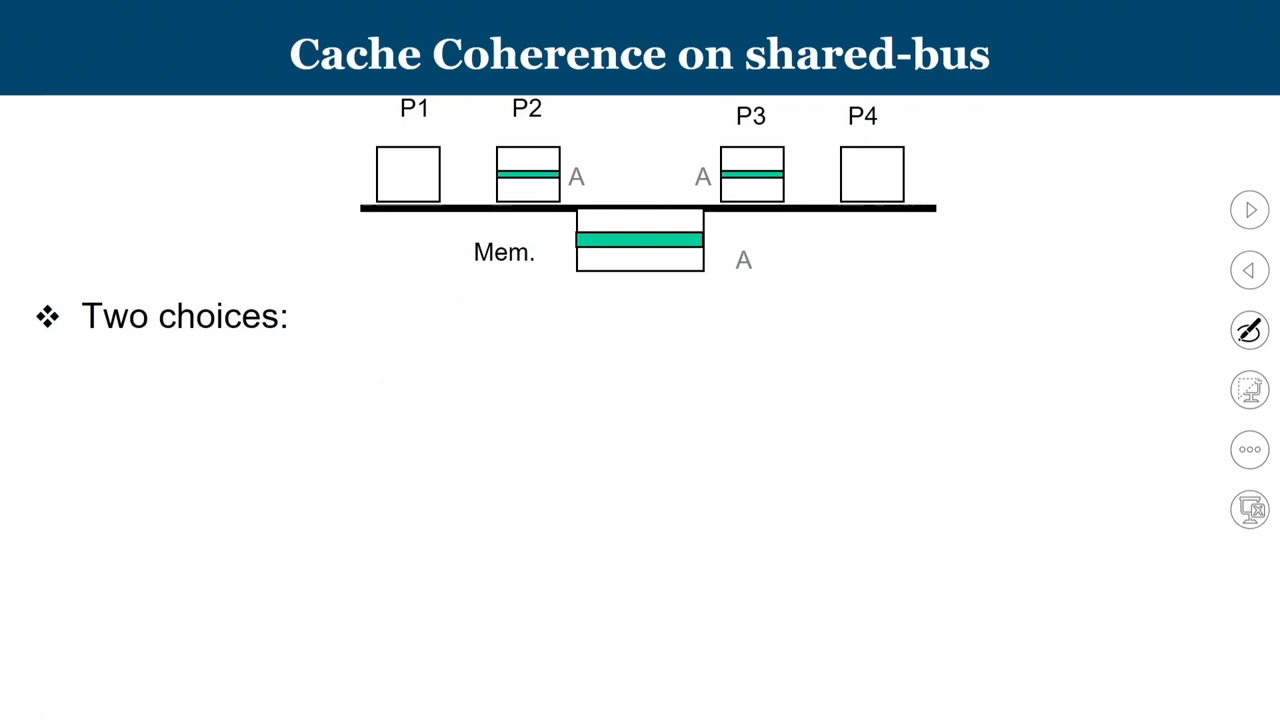 Cache Coherence on shared-bus
P1 P2 P3 P4
A A
Mem. A
❖ Two choices: